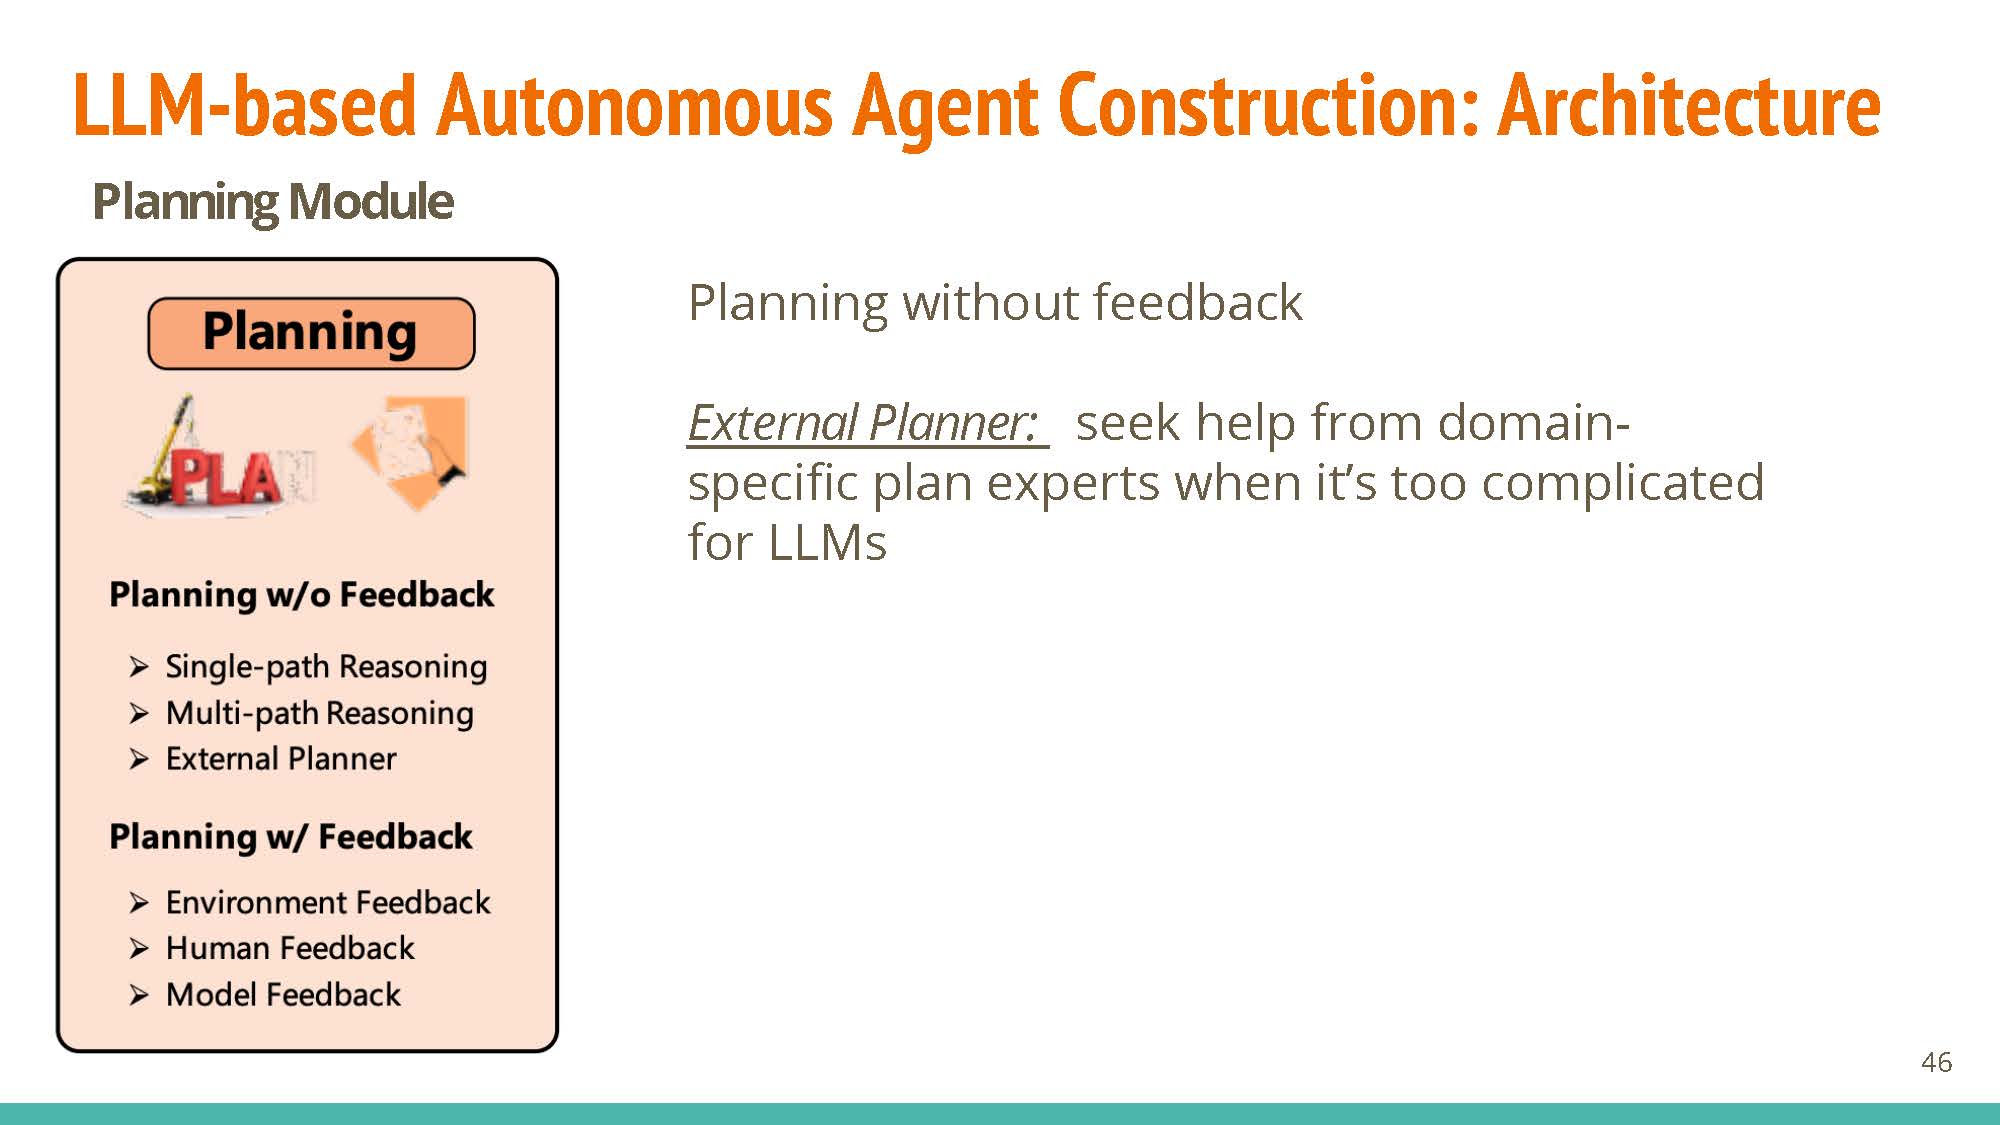 LLM-based Autonomous Agent Construction: Architecture
Planning Module
Planning
PLA
Planning w/o Feedback
➢ Single-path Reasoning
➢ Multi-path Reasoning
➢ External Planner
Planning w/ Feedback
➢ Environment Feedback
➢ Human Feedback
➢ Model Feedback
Planning without feedback
External Planner: seek help from domain-
specific plan experts when it’s too complicated
for LLMs
46